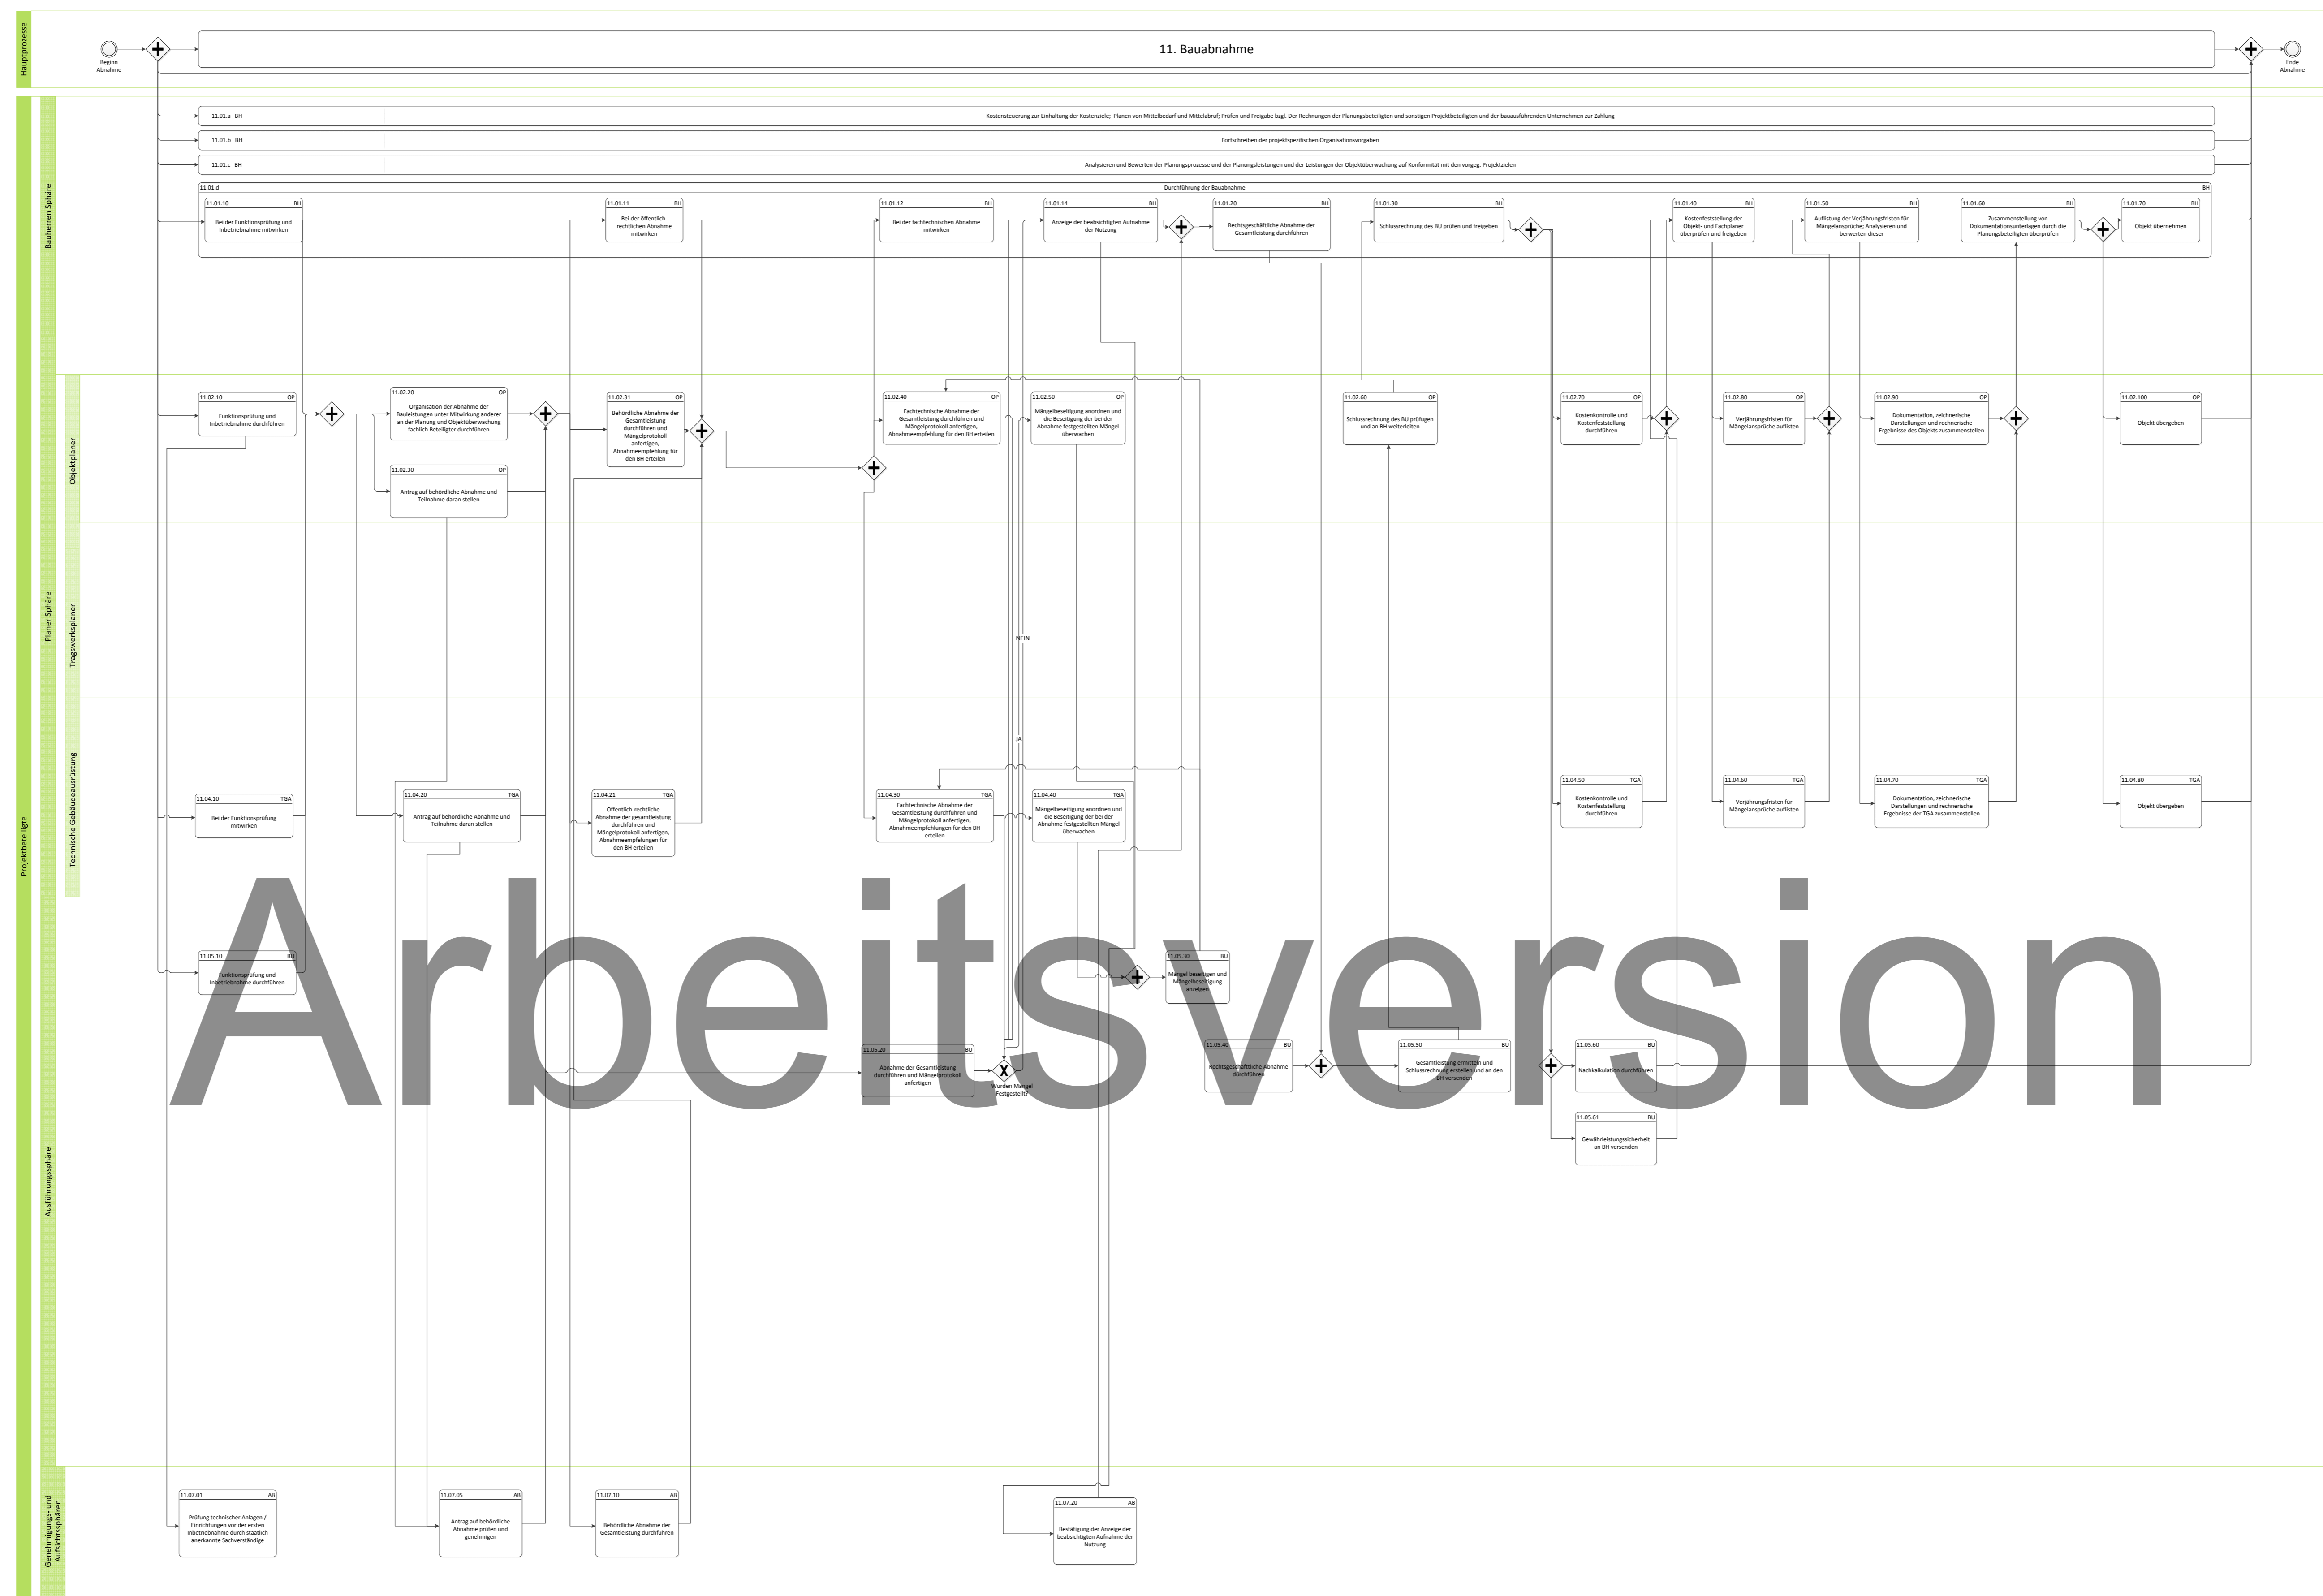 Hauptprozesse
Beginn
Abnahme
11. Bauabnahme
Ende
Abnahme
Projektbeteiligte
Bauherren Sphäre
11.01.a BH
Kostensteuerung zur Einhaltung der Kostenziele; Planen von Mittelbedarf und Mittelabruf; Prüfen und Freigabe bzgl. Der Rechnungen der Planungsbeteiligten und sonstigen Projektbeteiligten und der bauausführenden Unternehmen zur Zahlung
11.01.b BH
Fortschreiben der projektspezifischen Organisationsvorgaben
11.01.c BH
Analysieren und Bewerten der Planungsprozesse und der Planungsleistungen und der Leistungen der Objektüberwachung auf Konformität mit den vorgeg. Projektzielen
11.01.d
Durchführung der Bauabnahme
BH
11.01.10 BH
Bei der Funktionsprüfung und
Inbetriebnahme mitwirken
11.01.11 BH
Bei der öffentlich-
rechtlichen Abnahme
mitwirken
11.01.12 BH
Bei der fachtechnischen Abnahme
mitwirken
11.01.14 BH
Anzeige der beabsichtigten Aufnahme
der Nutzung
11.01.20 BH
Rechtsgeschäftliche Abnahme der
Gesamtleistung durchführen
11.01.30 BH
Schlussrechnung des BU prüfen und freigeben
11.01.40 BH
Kostenfeststellung der
Objekt- und Fachplaner
überprüfen und freigeben
11.01.50 BH
Auflistung der Verjährungsfristen für
Mängelansprüche; Analysieren und
berwerten dieser
11.01.60 BH
Zusammenstellung von
Dokumentationsunterlagen durch die
Planungsbeteiligten überprüfen
11.01.70 BH
Objekt übernehmen
Planer Sphäre
Objektplaner
11.02.10 OP
Funktionsprüfung und
Inbetriebnahme durchführen
11.02.20 OP
Organisation der Abnahme der
Bauleistungen unter Mitwirkung anderer
an der Planung und Objektüberwachung
fachlich Beteiligter durchführen
11.02.30 OP
Antrag auf behördliche Abnahme und
Teilnahme daran stellen
11.02.31 OP
Behördliche Abnahme der
Gesamtleistung
durchführen und
Mängelprotokoll
anfertigen,
Abnahmeempfehlung für
den BH erteilen
11.02.40 OP
Fachtechnische Abnahme der
Gesamtleistung durchführen und
Mängelprotokoll anfertigen,
Abnahmeempfehlung für den BH erteilen
11.02.50 OP
Mängelbeseitigung anordnen und
die Beseitigung der bei der
Abnahme festgestellten Mängel
überwachen
11.02.60 OP
Schlussrechnung des BU prüfungen
und an BH weiterleiten
11.02.70 OP
Kostenkontrolle und
Kostenfeststellung
durchführen
11.02.80 OP
Verjährungsfristen für
Mängelansprüche auflisten
11.02.90 OP
Dokumentation, zeichnerische
Darstellungen und rechnerische
Ergebnisse des Objekts zusammenstellen
11.02.100 OP
Objekt übergeben
Tragswerksplaner
NEIN
JA
Technische Gebäudeausrüstung
11.04.10 TGA
Bei der Funktionsprüfung
mitwirken
11.04.20 TGA
Antrag auf behördliche Abnahme und
Teilnahme daran stellen
11.04.21 TGA
Öffentlich-rechtliche
Abnahme der gesamtleistung
durchführen und
Mängelprotokoll anfertigen,
Abnahmeempfehlungen für
den BH erteilen
11.04.30 TGA
Fachtechnische Abnahme der
Gesamtleistung durchführen und
Mängelprotokoll anfertigen,
Abnahmeempfehlungen für den BH
erteilen
11.04.40 TGA
Mängelbeseitigung anordnen und
die Beseitigung der bei der
Abnahme festgestellten Mängel
überwachen
11.04.50 TGA
Kostenkontrolle und
Kostenfeststellung
durchführen
11.04.60 TGA
Verjährungsfristen für
Mängelansprüche auflisten
11.04.70 TGA
Dokumentation, zeichnerische
Darstellungen und rechnerische
Ergebnisse der TGA zusammenstellen
11.04.80 TGA
Objekt übergeben
Ausführungssphäre
Arbeitsversion
11.05.10 BU
Funktionsprüfung und
Inbetriebnahme durchführen
11.05.20 BU
Abnahme der Gesamtleistung
durchführen und Mängelprotokoll
anfertigen
Wurden Mängel
Festgestellt?
11.05.30 BU
Mängel beseitigen und
Mängelbeseitigung
anzeigen
11.05.40 BU
Rechtsgeschäfttliche Abnahme
dürchführen
11.05.50 BU
Gesamtleistung ermitteln und
Schlussrechnung erstellen und an den
BH versenden
11.05.60 BU
Nachkalkulation durchführen
11.05.61 BU
Gewährleistungssicherheit
an BH versenden
Genehmigungs- und
Aufsichtssphären
11.07.01 AB
Prüfung technischer Anlagen /
Einrichtungen vor der ersten
Inbetriebnahme durch staatlich
anerkannte Sachverständige
11.07.05 AB
Antrag auf behördliche
Abnahme prüfen und
genehmigen
11.07.10 AB
Behördliche Abnahme der
Gesamtleistung durchführen
11.07.20 AB
Bestätigung der Anzeige der
beabsichtigten Aufnahme der
Nutzung